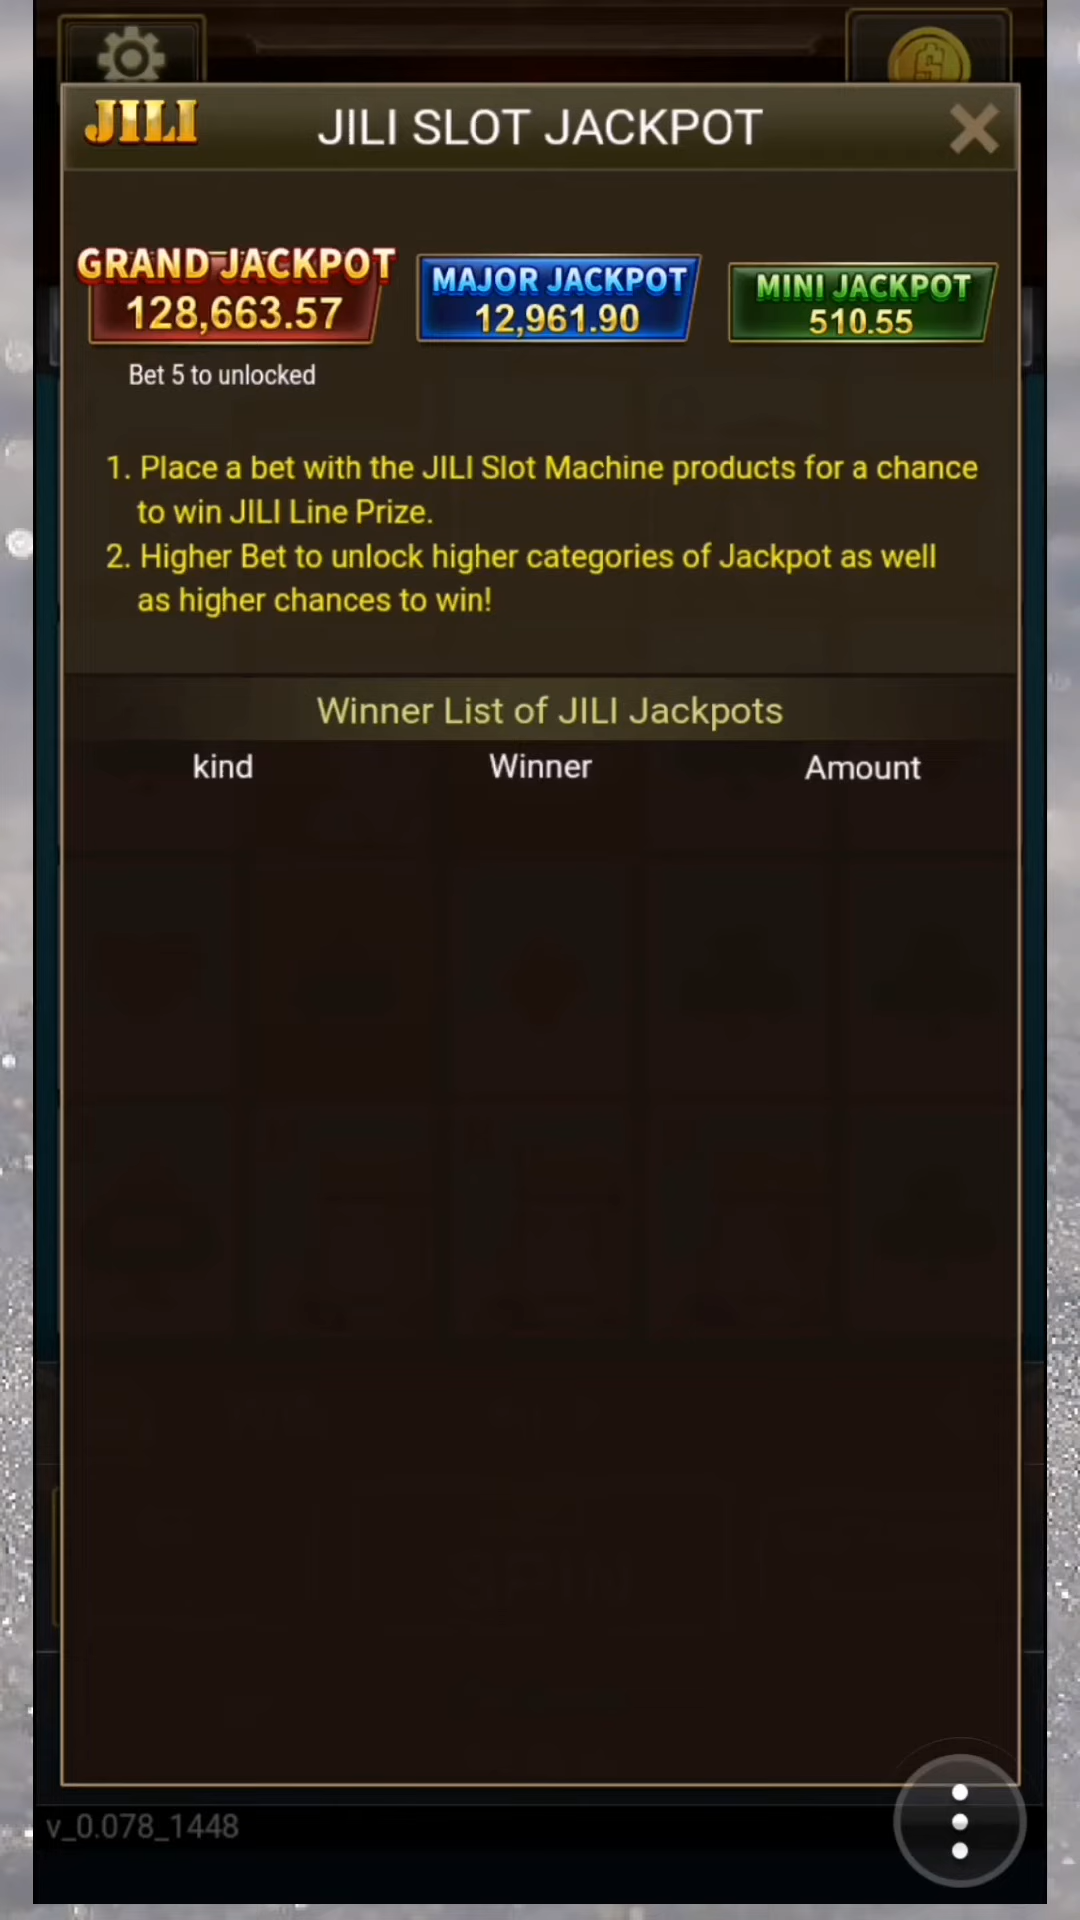 JILI
JILI SLOT JACKPOT
GRAND JACKPOT
128,663.57
MAJOR JACKPOT
12,961.90
MINI JACKPOT
510.55
Bet 5 to unlocked
1. Place a bet with the JILI Slot Machine products for a chance
to win JILI Line Prize.
2. Higher Bet to unlock higher categories of Jackpot as well
as higher chances to win!
Winner List of JILI Jackpots
kind Winner Amount
v_0.078_1448